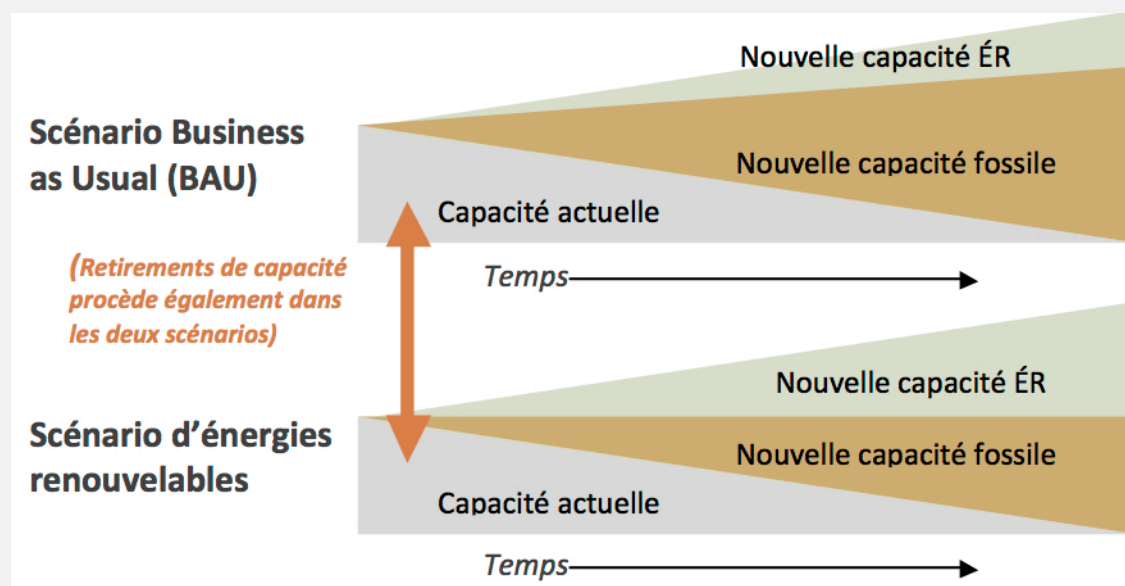 Nouvelle capacité ÉR
Scénario Business
as Usual (BAU)
Nouvelle capacité fossile
Capacité actuelle
(Retirements de capacité
procède également dans
les deux scénarios)
Temps
Nouvelle capacité ÉR
Scénario d'énergies
renouvelables
Nouvelle capacité fossile
Capacité actuelle
Temps